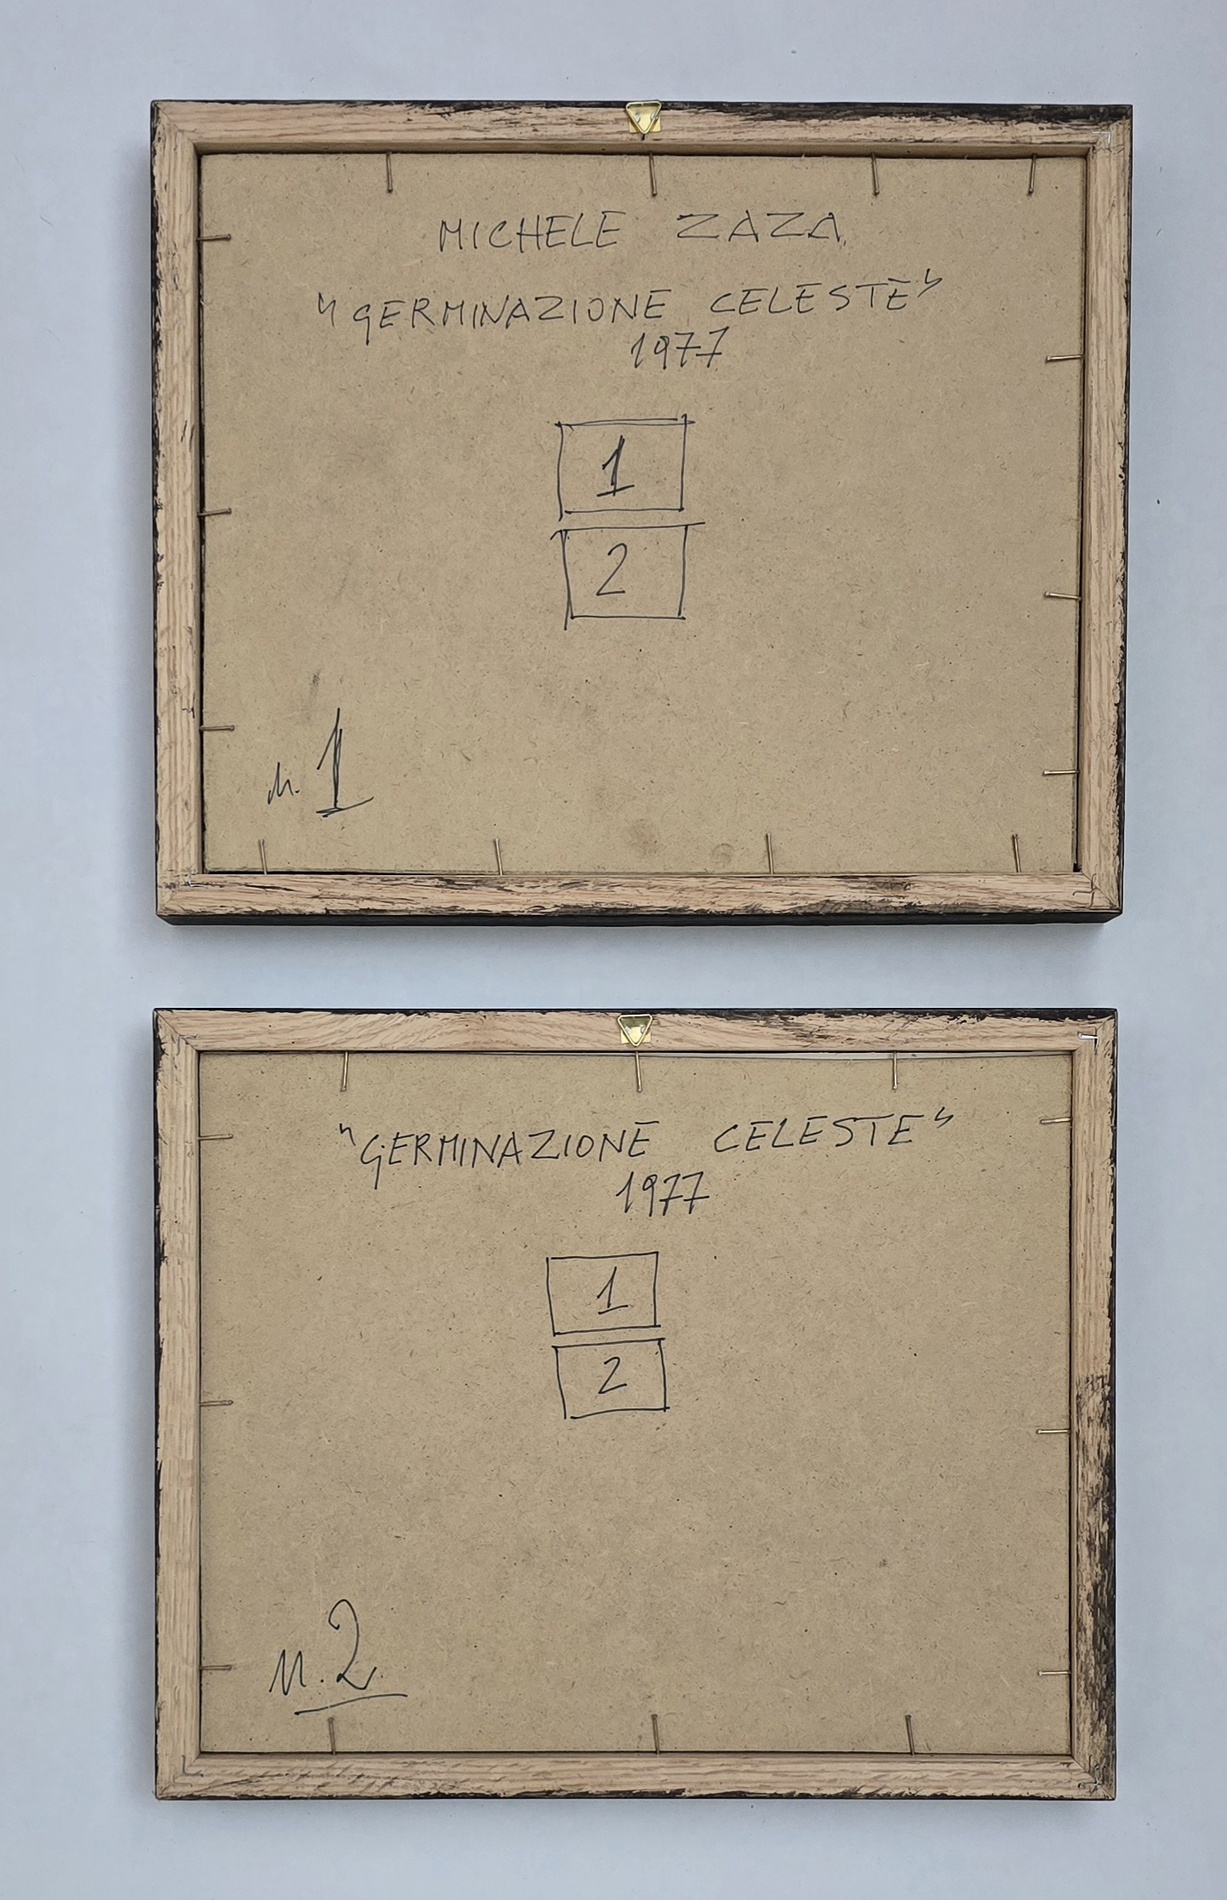 MICHELE ZAZA
"GERMINAZIONE CELESTE"
1977
1
2
n. 1
"GERMINAZIONE CELESTE"
1977
1
2
n. 2